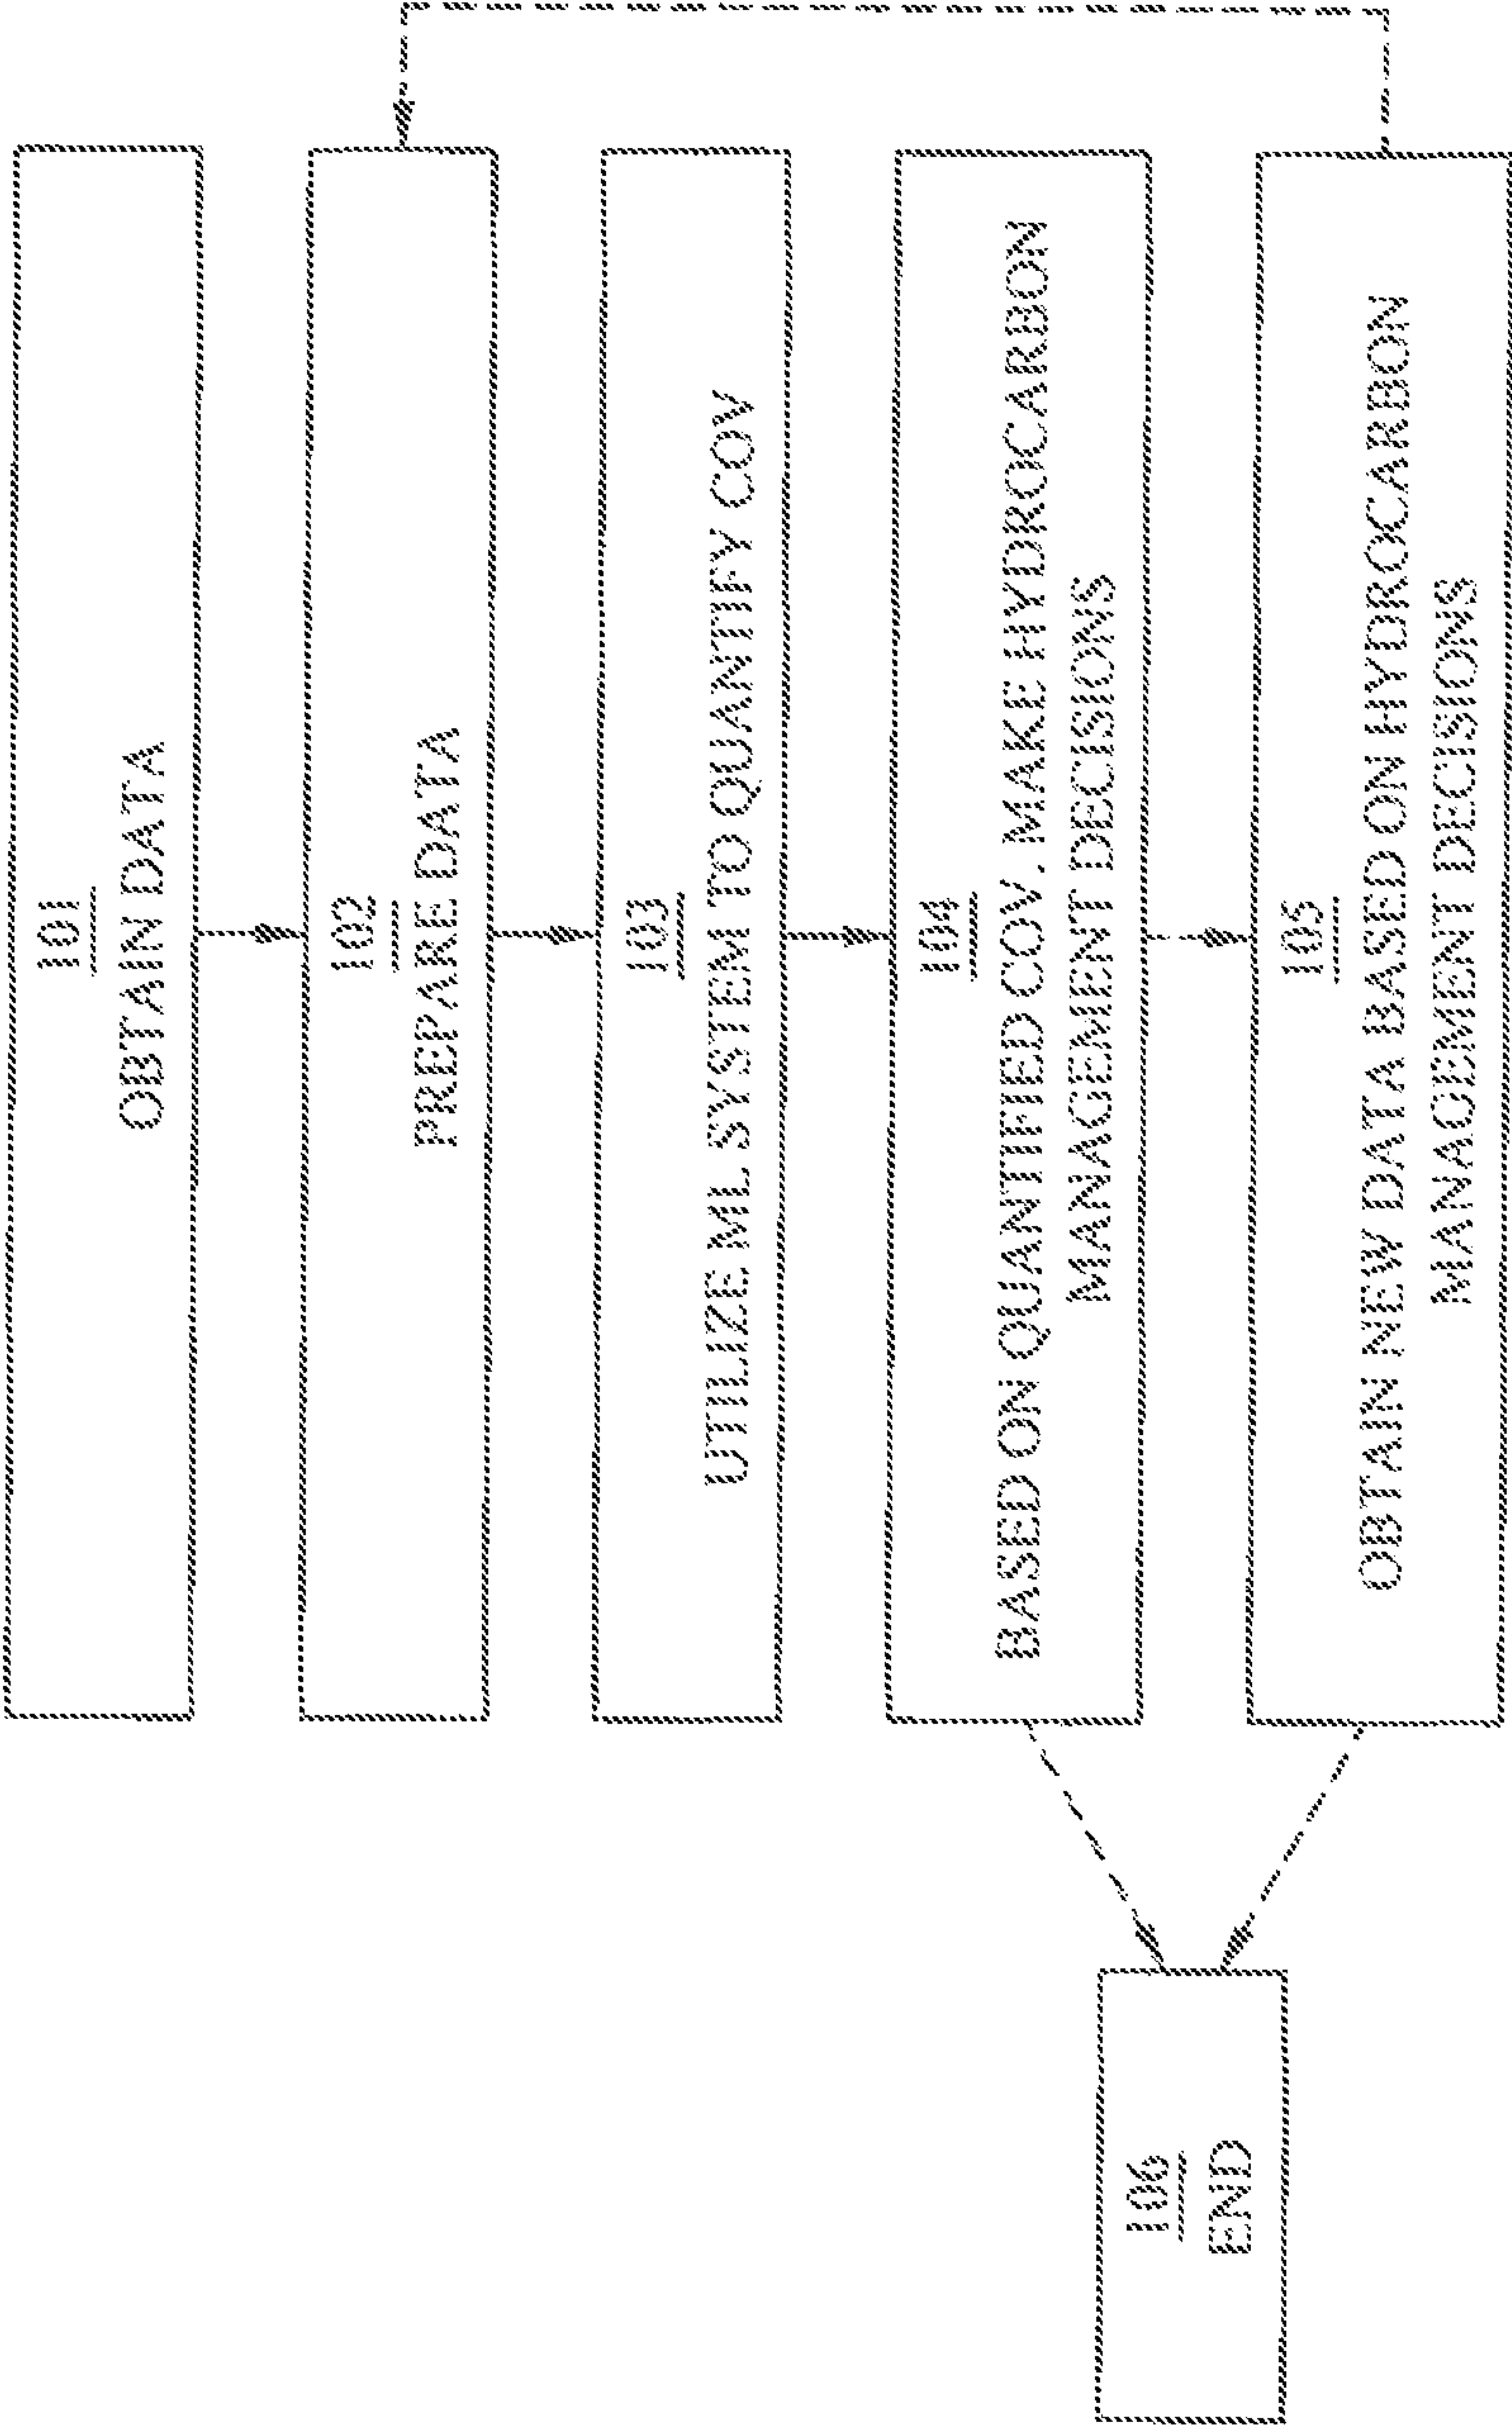 101
OBTAIN DATA
102
PREPARE DATA
103
UTILIZE ML SYSTEM TO QUANTIFY COV
104
BASED ON QUANTIFIED COV. MAKE HYDROCARBON
MANAGEMENT DECISIONS
105
OBTAIN NEW DATA BASED ON HYDROCARBON
MANAGEMENT DECISIONS
106
END